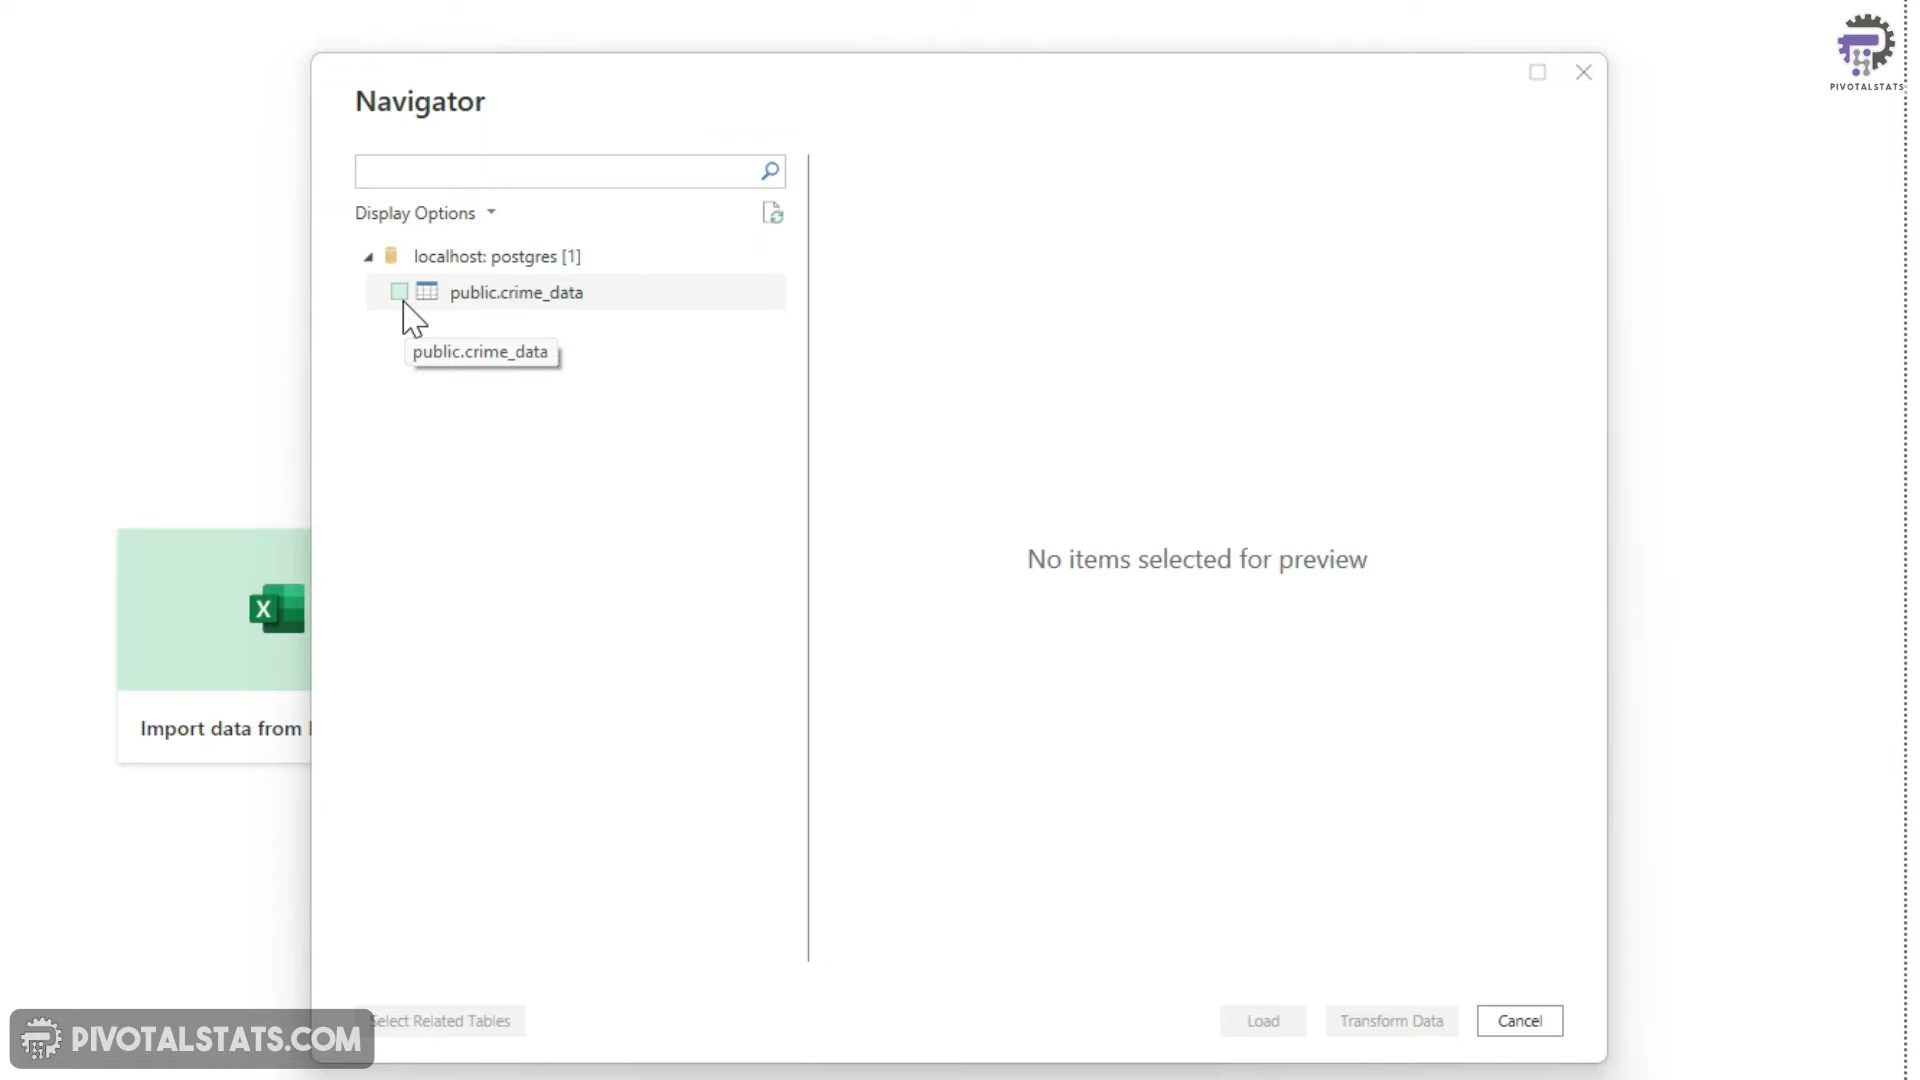 PIVOTALSTATS
Navigator
Display Options
localhost: postgres [1]
public.crime_data
public.crime_data
No items selected for preview
X
Import data from
Select Related Tables
Load
Transform Data
Cancel
PIVOTALSTATS.COM